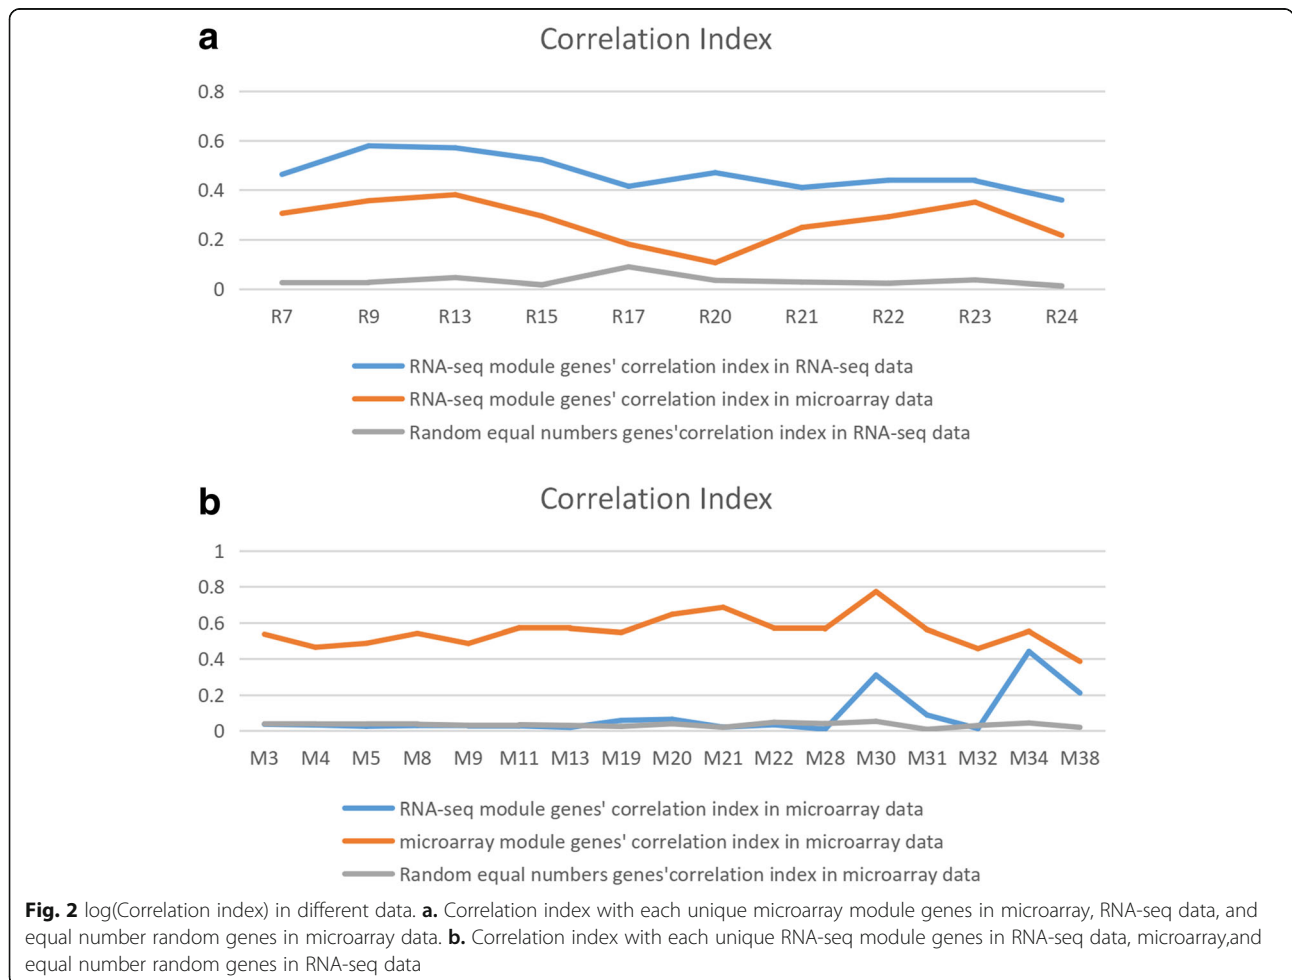 a
Correlation Index
0.8
0.6
0.4
0.2
0
R7 R9 R13 R15 R17 R20 R21 R22 R23 R24
RNA-seq module genes' correlation index in RNA-seq data
RNA-seq module genes' correlation index in microarray data
Random equal numbers genes'correlation index in RNA-seq data
b
Correlation Index
1
0.8
0.6
0.4
0.2
0
M3 M4 M5 M8 M9 M11 M13 M19 M20 M21 M22 M28 M30 M31 M32 M34 M38
RNA-seq module genes' correlation index in microarray data
microarray module genes' correlation index in microarray data
Random equal numbers genes'correlation index in microarray data
Fig. 2 log(Correlation index) in different data. a. Correlation index with each unique microarray module genes in microarray, RNA-seq data, and
equal number random genes in microarray data. b. Correlation index with each unique RNA-seq module genes in RNA-seq data, microarray,and
equal number random genes in RNA-seq data